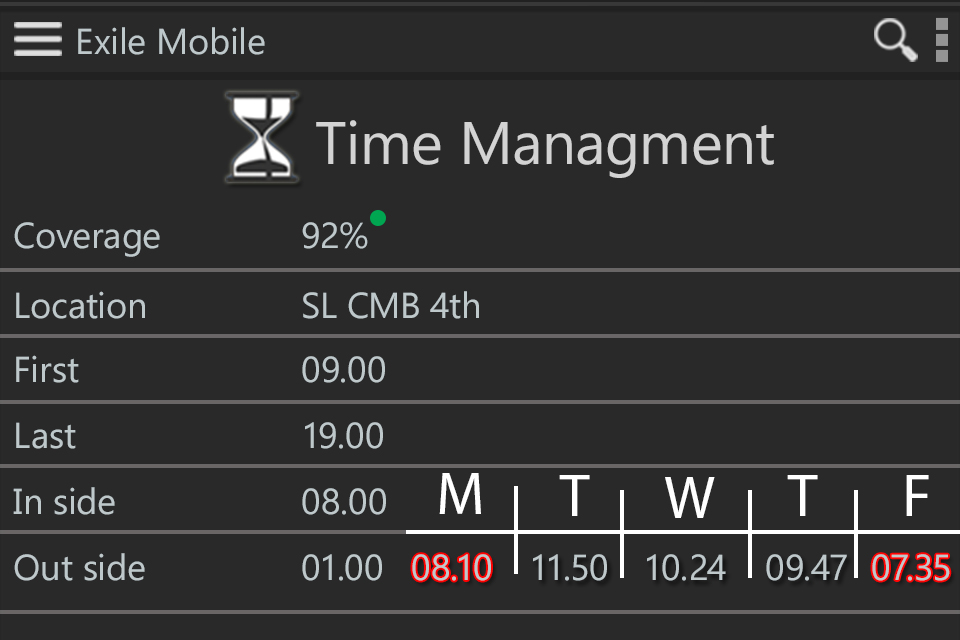 Exile Mobile
Time Managment
Coverage 92%
Location SL CMB 4th
First 09.00
Last 19.00
In side 08.00 M T W T F
Out side 01.00 08.10 11.50 10.24 09.47 07.35